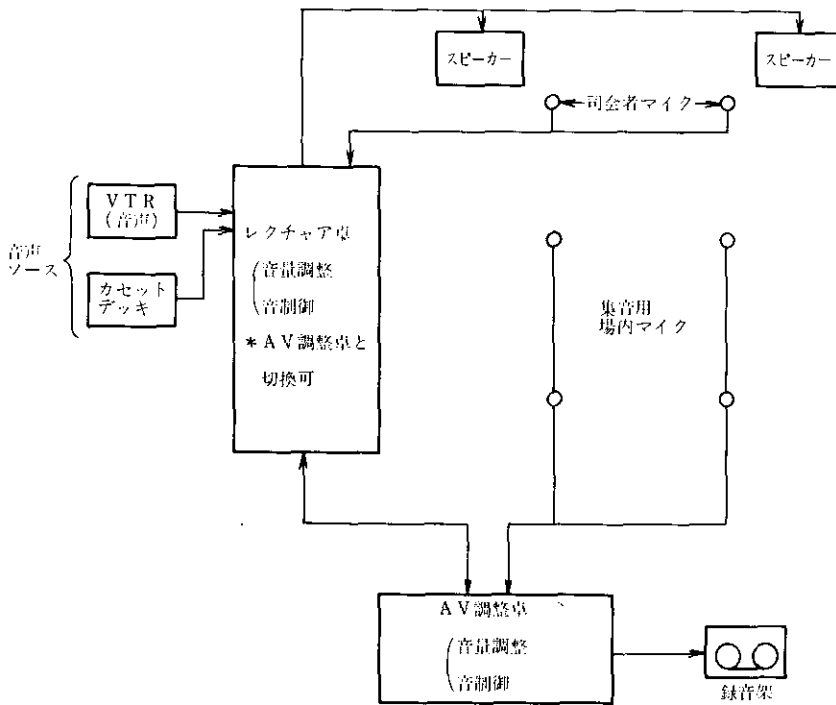 スピーカー
スピーカー
司会者マイク
音声
ソース
VTR
(音声)
カセット
デッキ
レクチャア卓
音量調整
音制御
*AV調整卓と
切換可
集音用
場内マイク
AV調整卓
音量調整
音制御
録音架